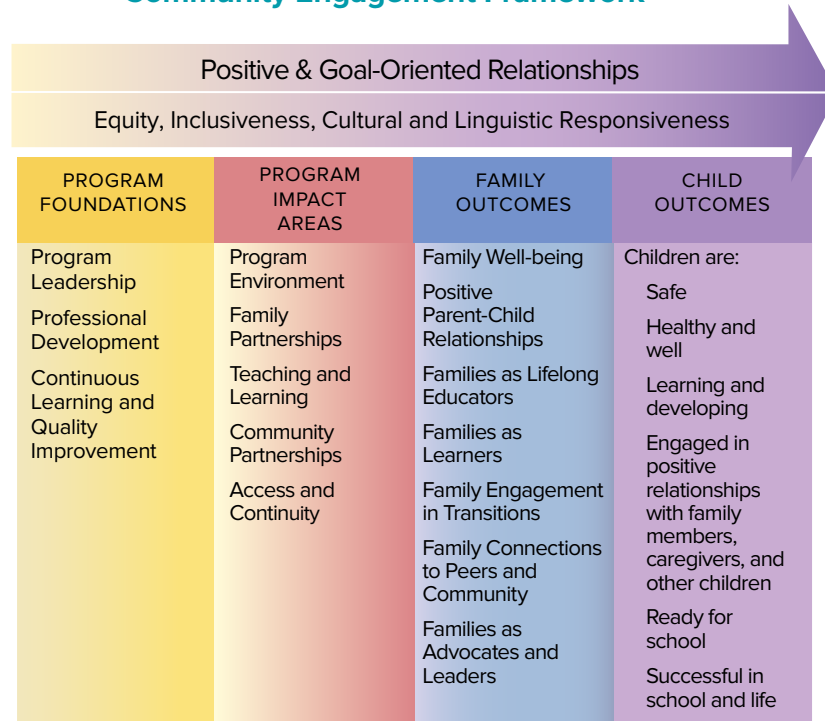 Community Engagement Framework
Positive & Goal-Oriented Relationships
Equity, Inclusiveness, Cultural and Linguistic Responsiveness
PROGRAM
FOUNDATIONS
Program
Leadership
Professional
Development
Continuous
Learning and
Quality
Improvement
PROGRAM
IMPACT
AREAS
Program
Environment
Family
Partnerships
Teaching and
Learning
Community
Partnerships
Access and
Continuity
FAMILY
OUTCOMES
Family Well-being
Positive
Parent-Child
Relationships
Families as Lifelong
Educators
Families as
Learners
Family Engagement
in Transitions
Family Connections
to Peers and
Community
Families as
Advocates and
Leaders
CHILD
OUTCOMES
Children are:
Safe
Healthy and
well
Learning and
developing
Engaged in
positive
relationships
with family
members,
caregivers, and
other children
Ready for
school
Successful in
school and life